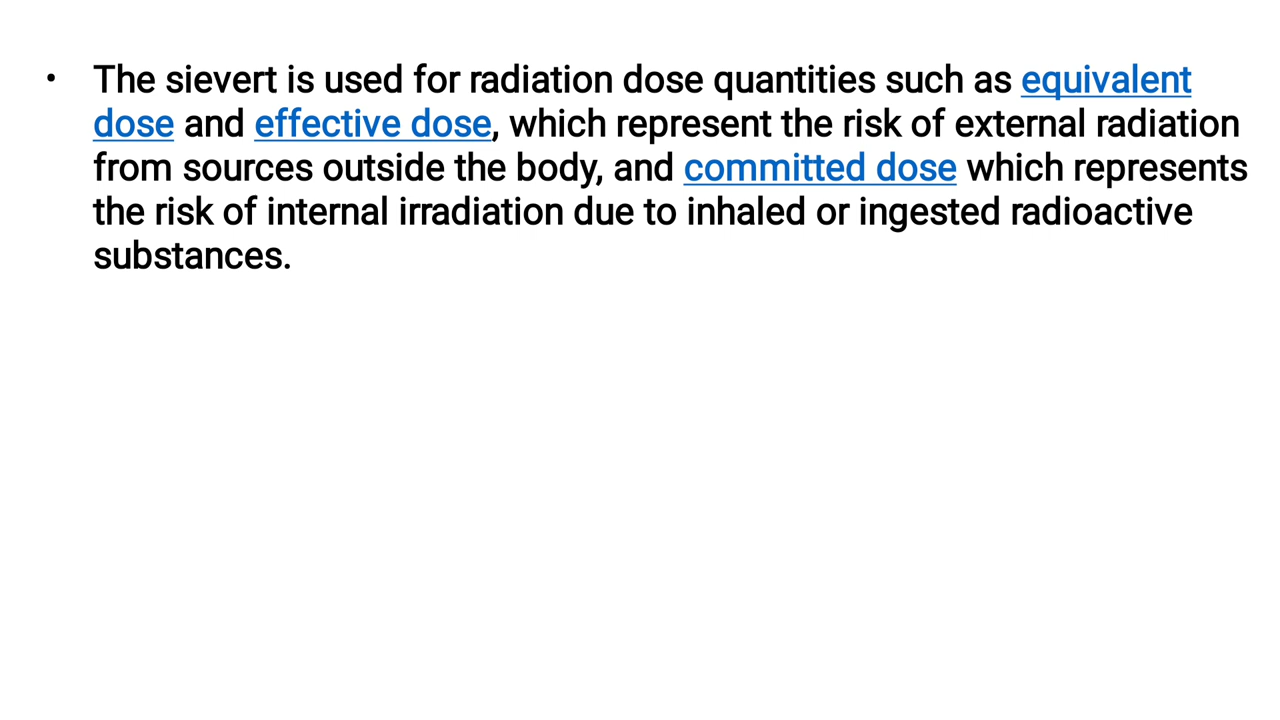 • The sievert is used for radiation dose quantities such as equivalent
dose and effective dose, which represent the risk of external radiation
from sources outside the body, and committed dose which represents
the risk of internal irradiation due to inhaled or ingested radioactive
substances.